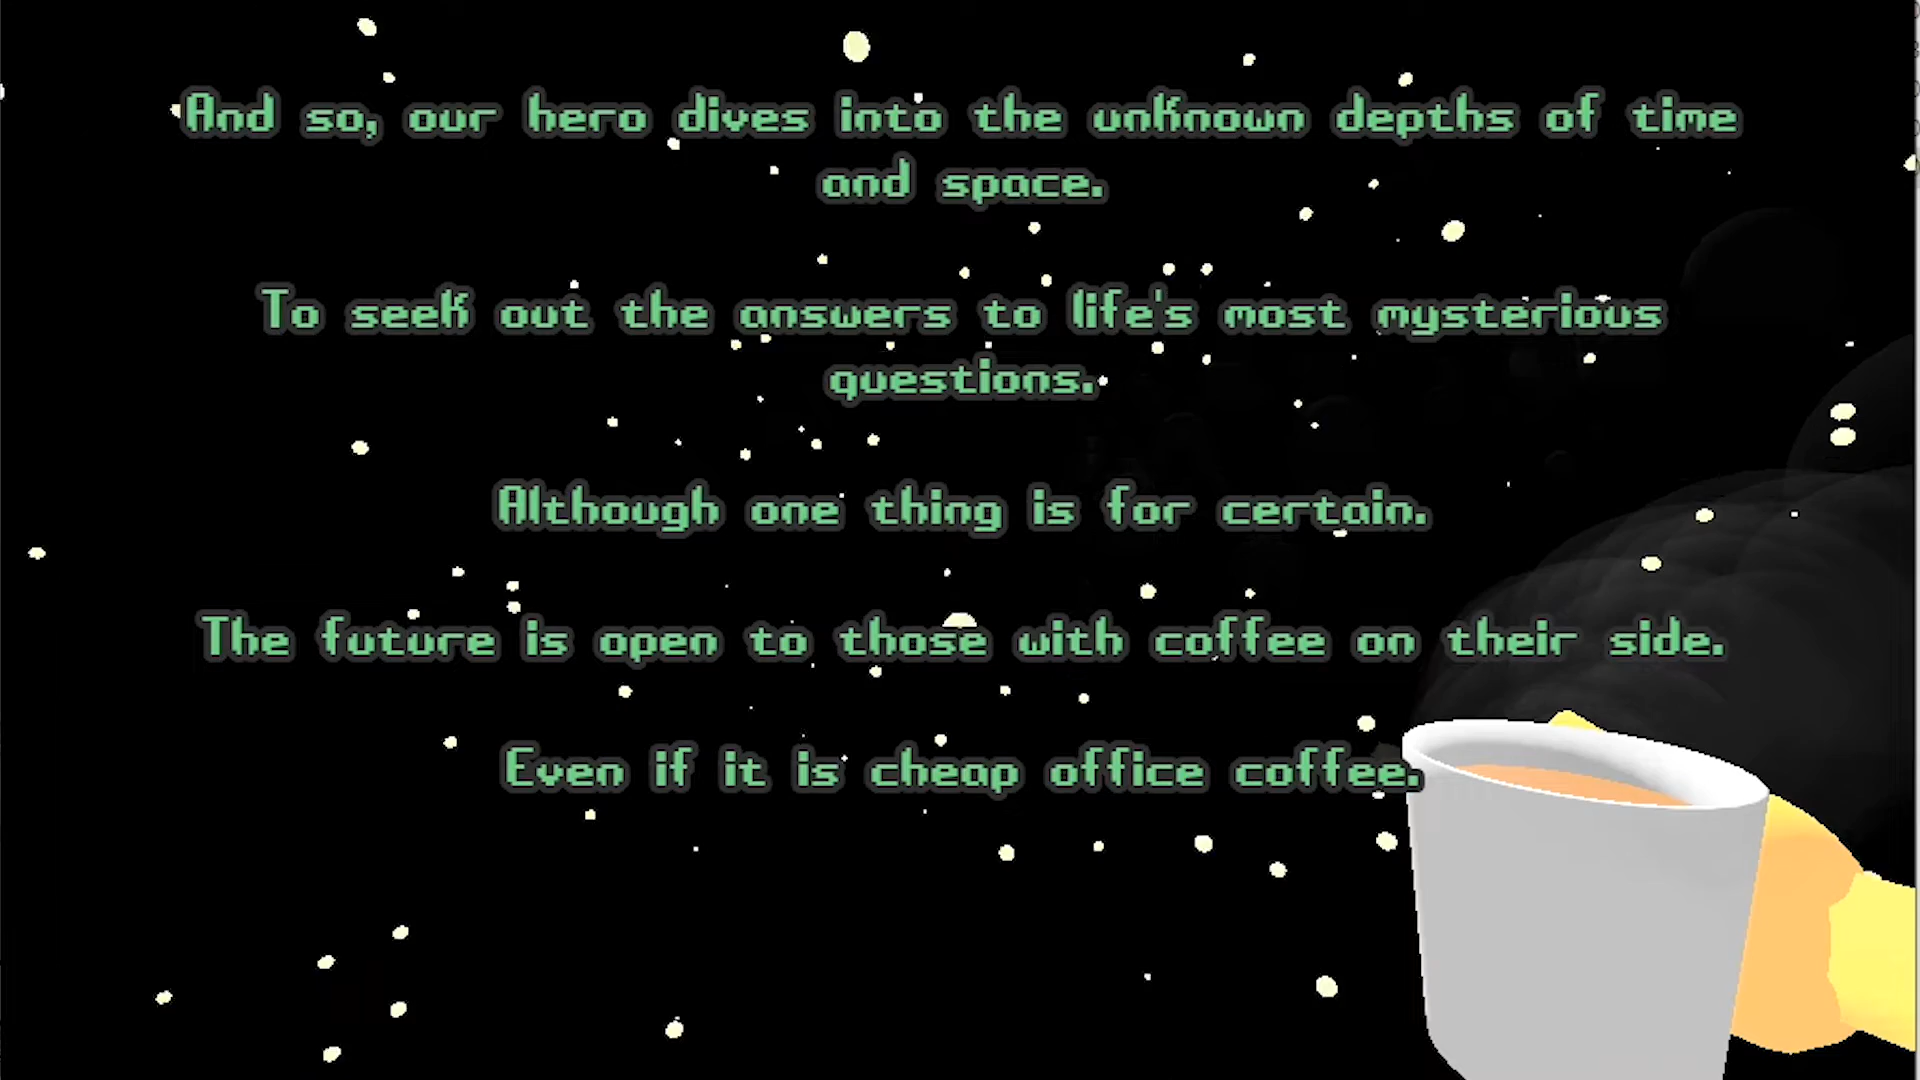 And so, our hero dives into the unknown depths of time
and space.
To seek out the answers to life's most mysterious
questions.
Although one thing is for certain.
The future is open to those with coffee on their side.
Even if it is cheap office coffee.